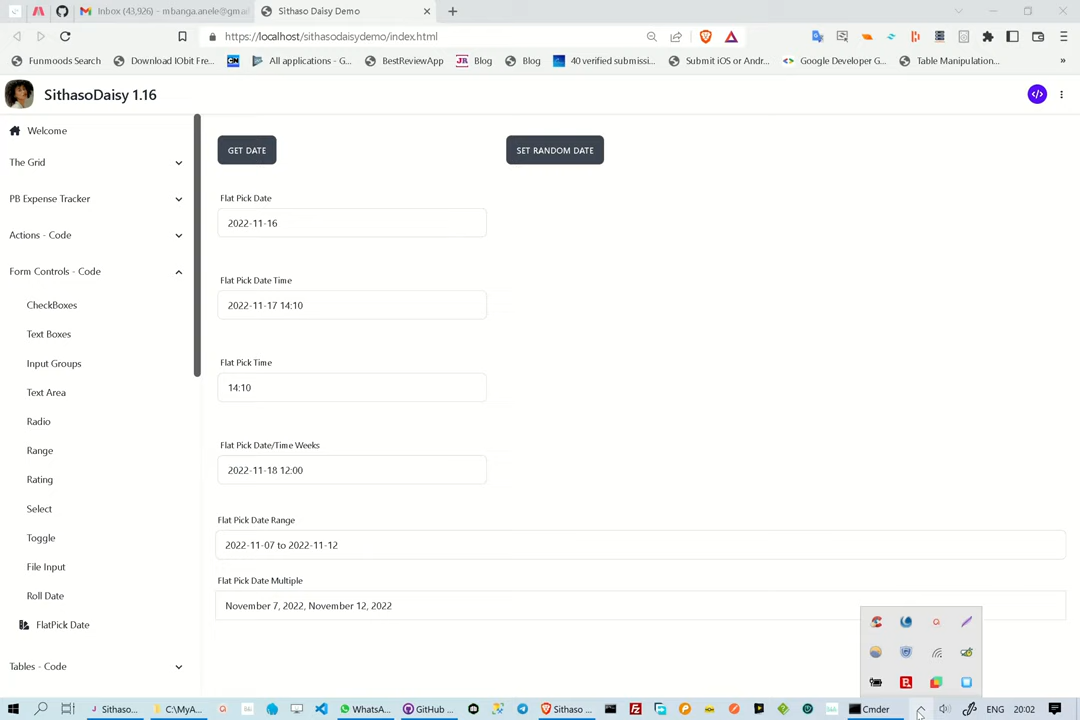 Inbox (43,926) - mbanga.anele@gmai
Sithaso Daisy Demo
https://localhost/sithasodaisydemo/index.html
Funmoods Search
Download IObit Fre...
All applications - G...
BestReviewApp
JR Blog
Blog
40 verified submissi...
Submit iOS or Andr...
Google Developer G...
Table Manipulation...
»
SithasoDaisy 1.16
Welcome
The Grid
PB Expense Tracker
Actions - Code
Form Controls - Code
CheckBoxes
Text Boxes
Input Groups
Text Area
Radio
Range
Rating
Select
Toggle
File Input
Roll Date
FlatPick Date
Tables - Code
GET DATE
SET RANDOM DATE
Flat Pick Date
2022-11-16
Flat Pick Date Time
2022-11-17 14:10
Flat Pick Time
14:10
Flat Pick Date/Time Weeks
2022-11-18 12:00
Flat Pick Date Range
2022-11-07 to 2022-11-12
Flat Pick Date Multiple
November 7, 2022, November 12, 2022
Sithaso...
C:\MyA...
WhatsA...
GitHub ...
Sithaso ...
Cmder
ENG
20:02